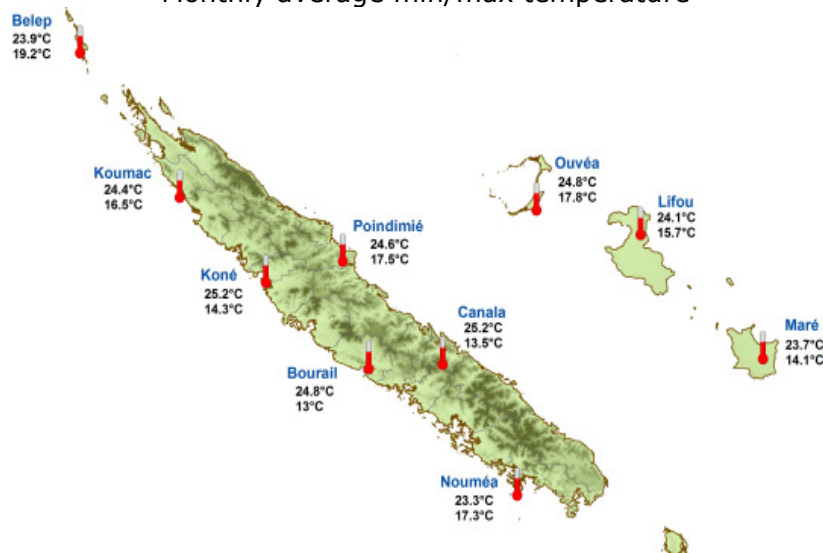 Monthly average min/max temperature
Belep
23.9°C
19.2°C
Koumac
24.4°C
16.5°C
Ouvéa
24.8°C
17.8°C
Lifou
24.1°C
15.7°C
Poindimié
24.6°C
17.5°C
Koné
25.2°C
14.3°C
Canala
25.2°C
13.5°C
Maré
23.7°C
14.1°C
Bourail
24.8°C
13°C
Nouméa
23.3°C
17.3°C